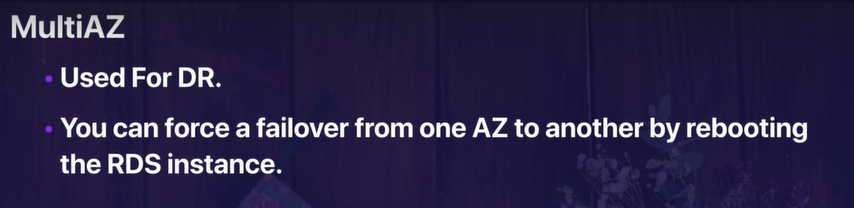 MultiAZ
• Used For DR.
• You can force a failover from one AZ to another by rebooting
the RDS instance.